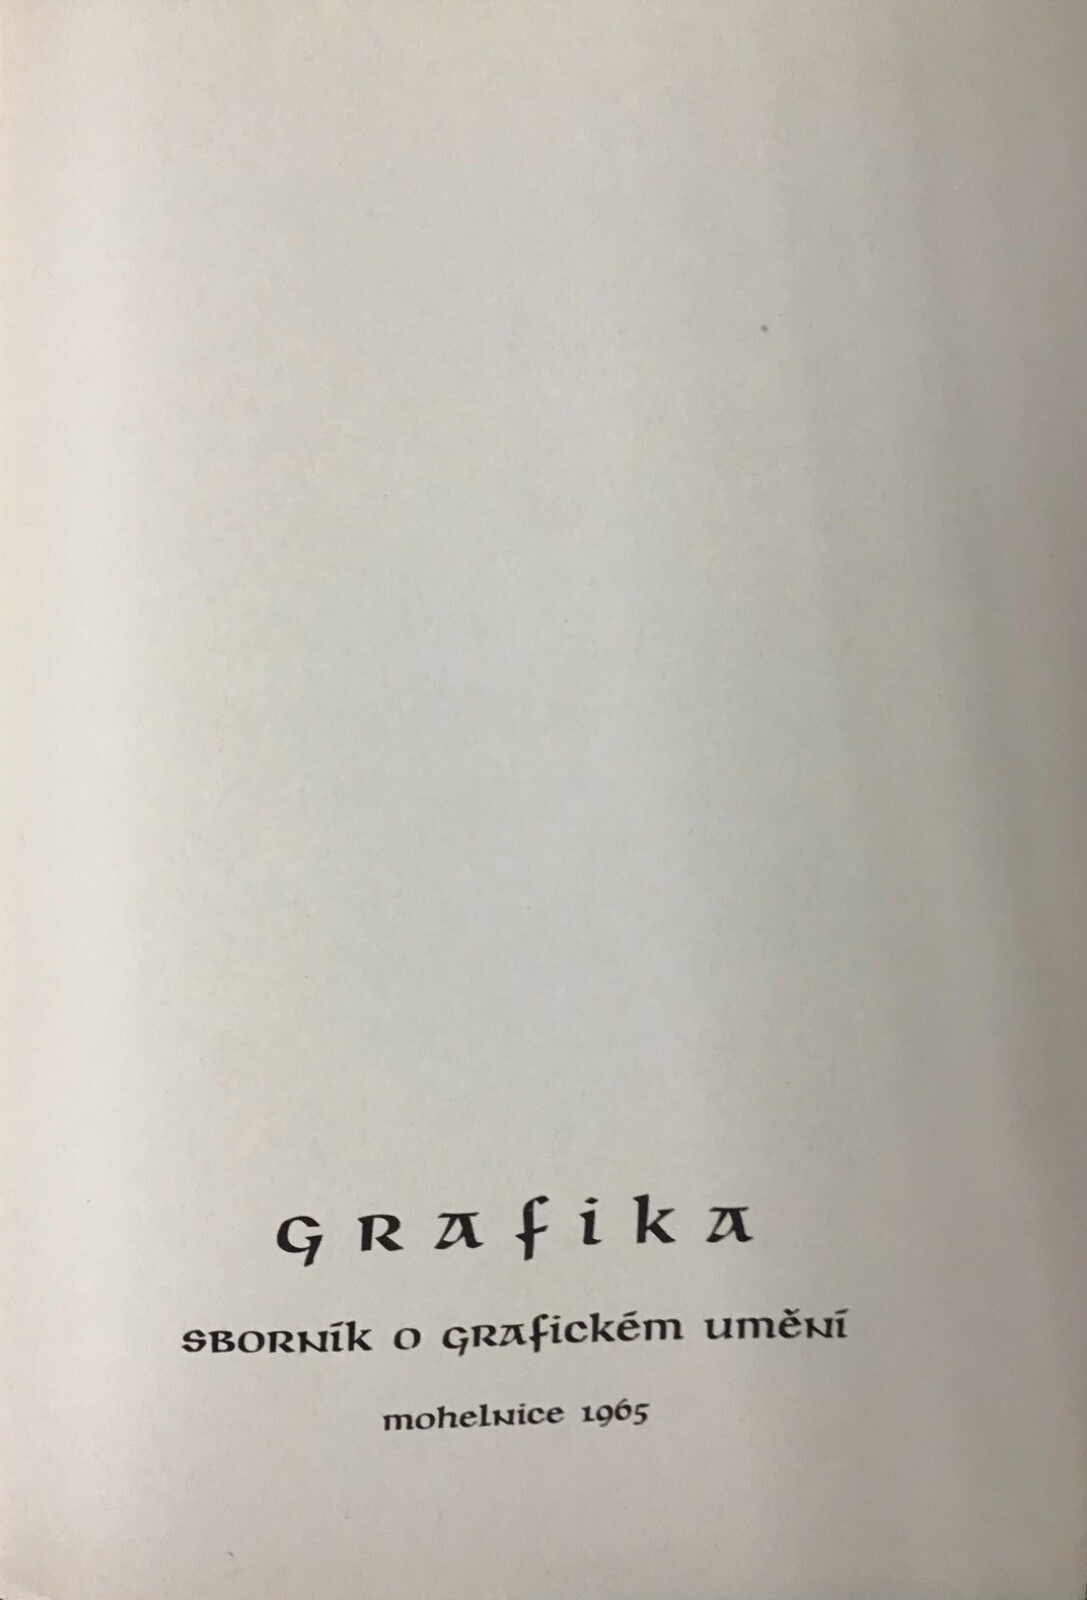 Grafika
sborník o grafickém umění
mohelnice 1965